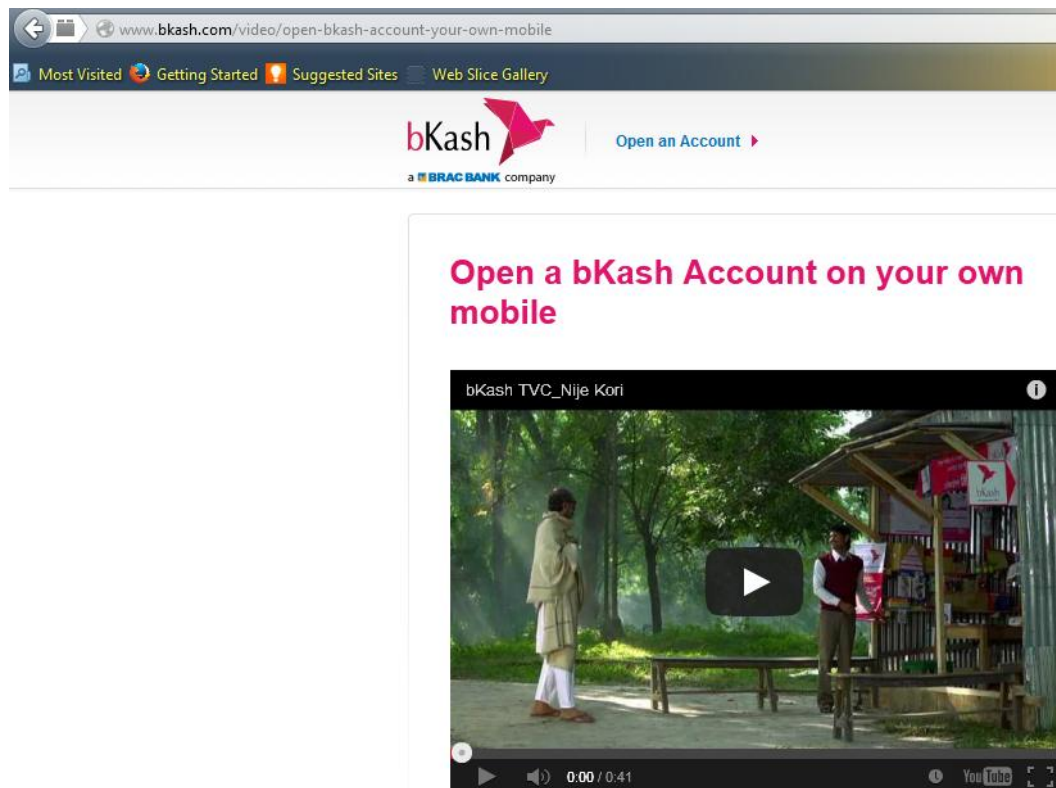 www.bkash.com/video/open-bkash-account-your-own-mobile
Most Visited Getting Started Suggested Sites Web Slice Gallery
bKash
Open an Account
a BRAC BANK company
Open a bKash Account on your own
mobile
bKash TVC_Nije Kori
bKash
0:00 / 0:41
YouTube